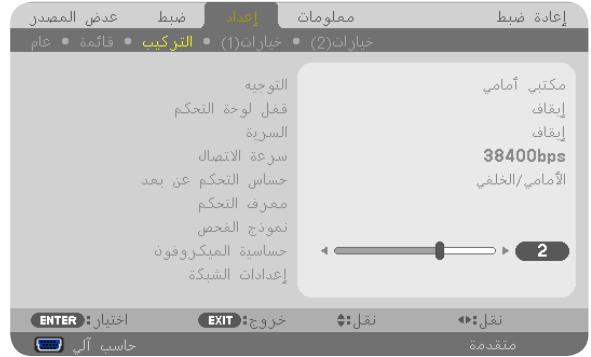 عرض المصدر ضبط إعداد معلومات إعادة ضبط
عام • قائمة • التركيب • خيارات(1) • خيارات(2)
التوجيه مكتبي أمامي
قفل لوحة التحكم إيقاف
السرية إيقاف
سرعة الاتصال 38400bps
حساس التحكم عن بعد الأمامي/الخلفي
معرف التحكم
نموذج الفحص
حساسية الميكروفون 2
إعدادات الشبكة
ENTER: اختيار EXIT: خروج نقل: نقل:
حاسب آلي متقدمة